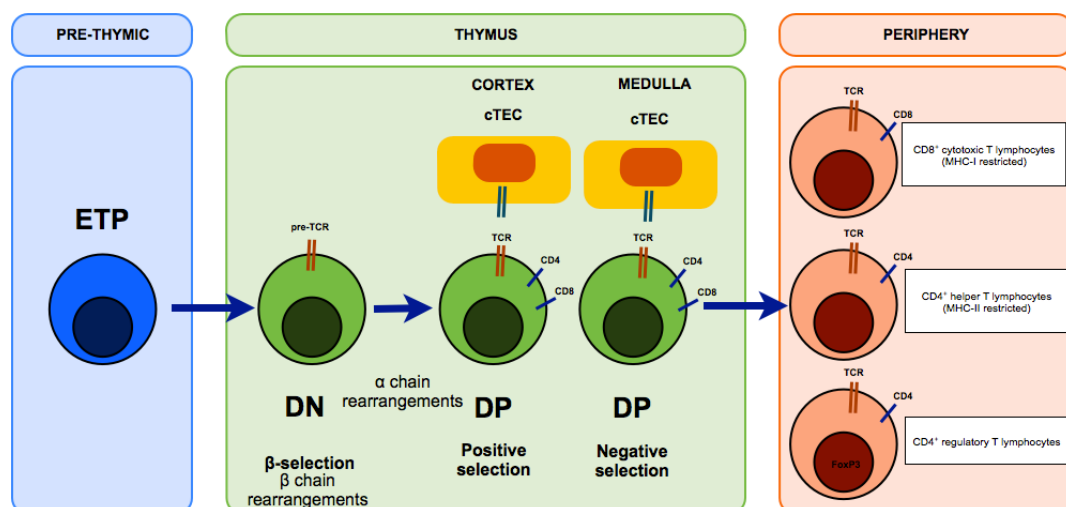 PRE-THYMIC
THYMUS
PERIPHERY
CORTEX
MEDULLA
cTEC
cTEC
ETP
pre-TCR
TCR
CD4
CD8
TCR
CD4
CD8
DN
α chain
rearrangements
DP
DP
β-selection
β chain
rearrangements
Positive
selection
Negative
selection
TCR
CD8
CD8⁺ cytotoxic T lymphocytes
(MHC-I restricted)
TCR
CD4
CD4⁺ helper T lymphocytes
(MHC-II restricted)
TCR
CD4
CD4⁺ regulatory T lymphocytes
FoxP3